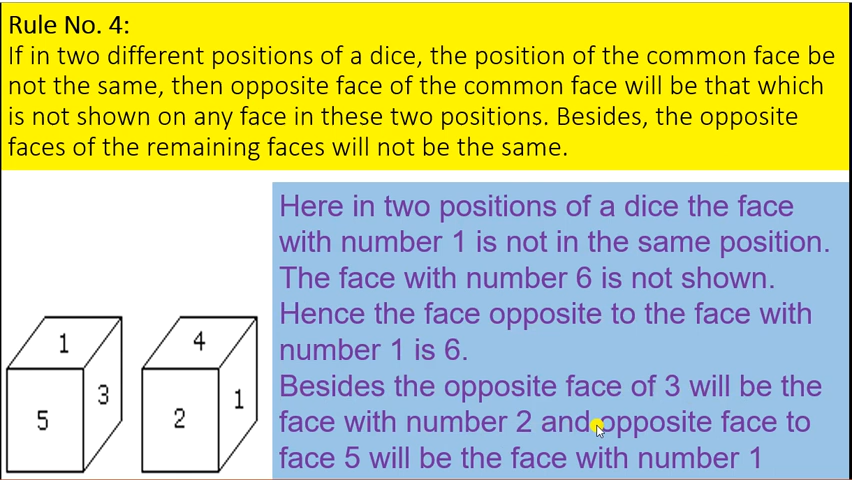 Rule No. 4:
If in two different positions of a dice, the position of the common face be
not the same, then opposite face of the common face will be that which
is not shown on any face in these two positions. Besides, the opposite
faces of the remaining faces will not be the same.
Here in two positions of a dice the face
with number 1 is not in the same position.
The face with number 6 is not shown.
Hence the face opposite to the face with
number 1 is 6.
Besides the opposite face of 3 will be the
face with number 2 and opposite face to
face 5 will be the face with number 1
1
3
5
4
1
2